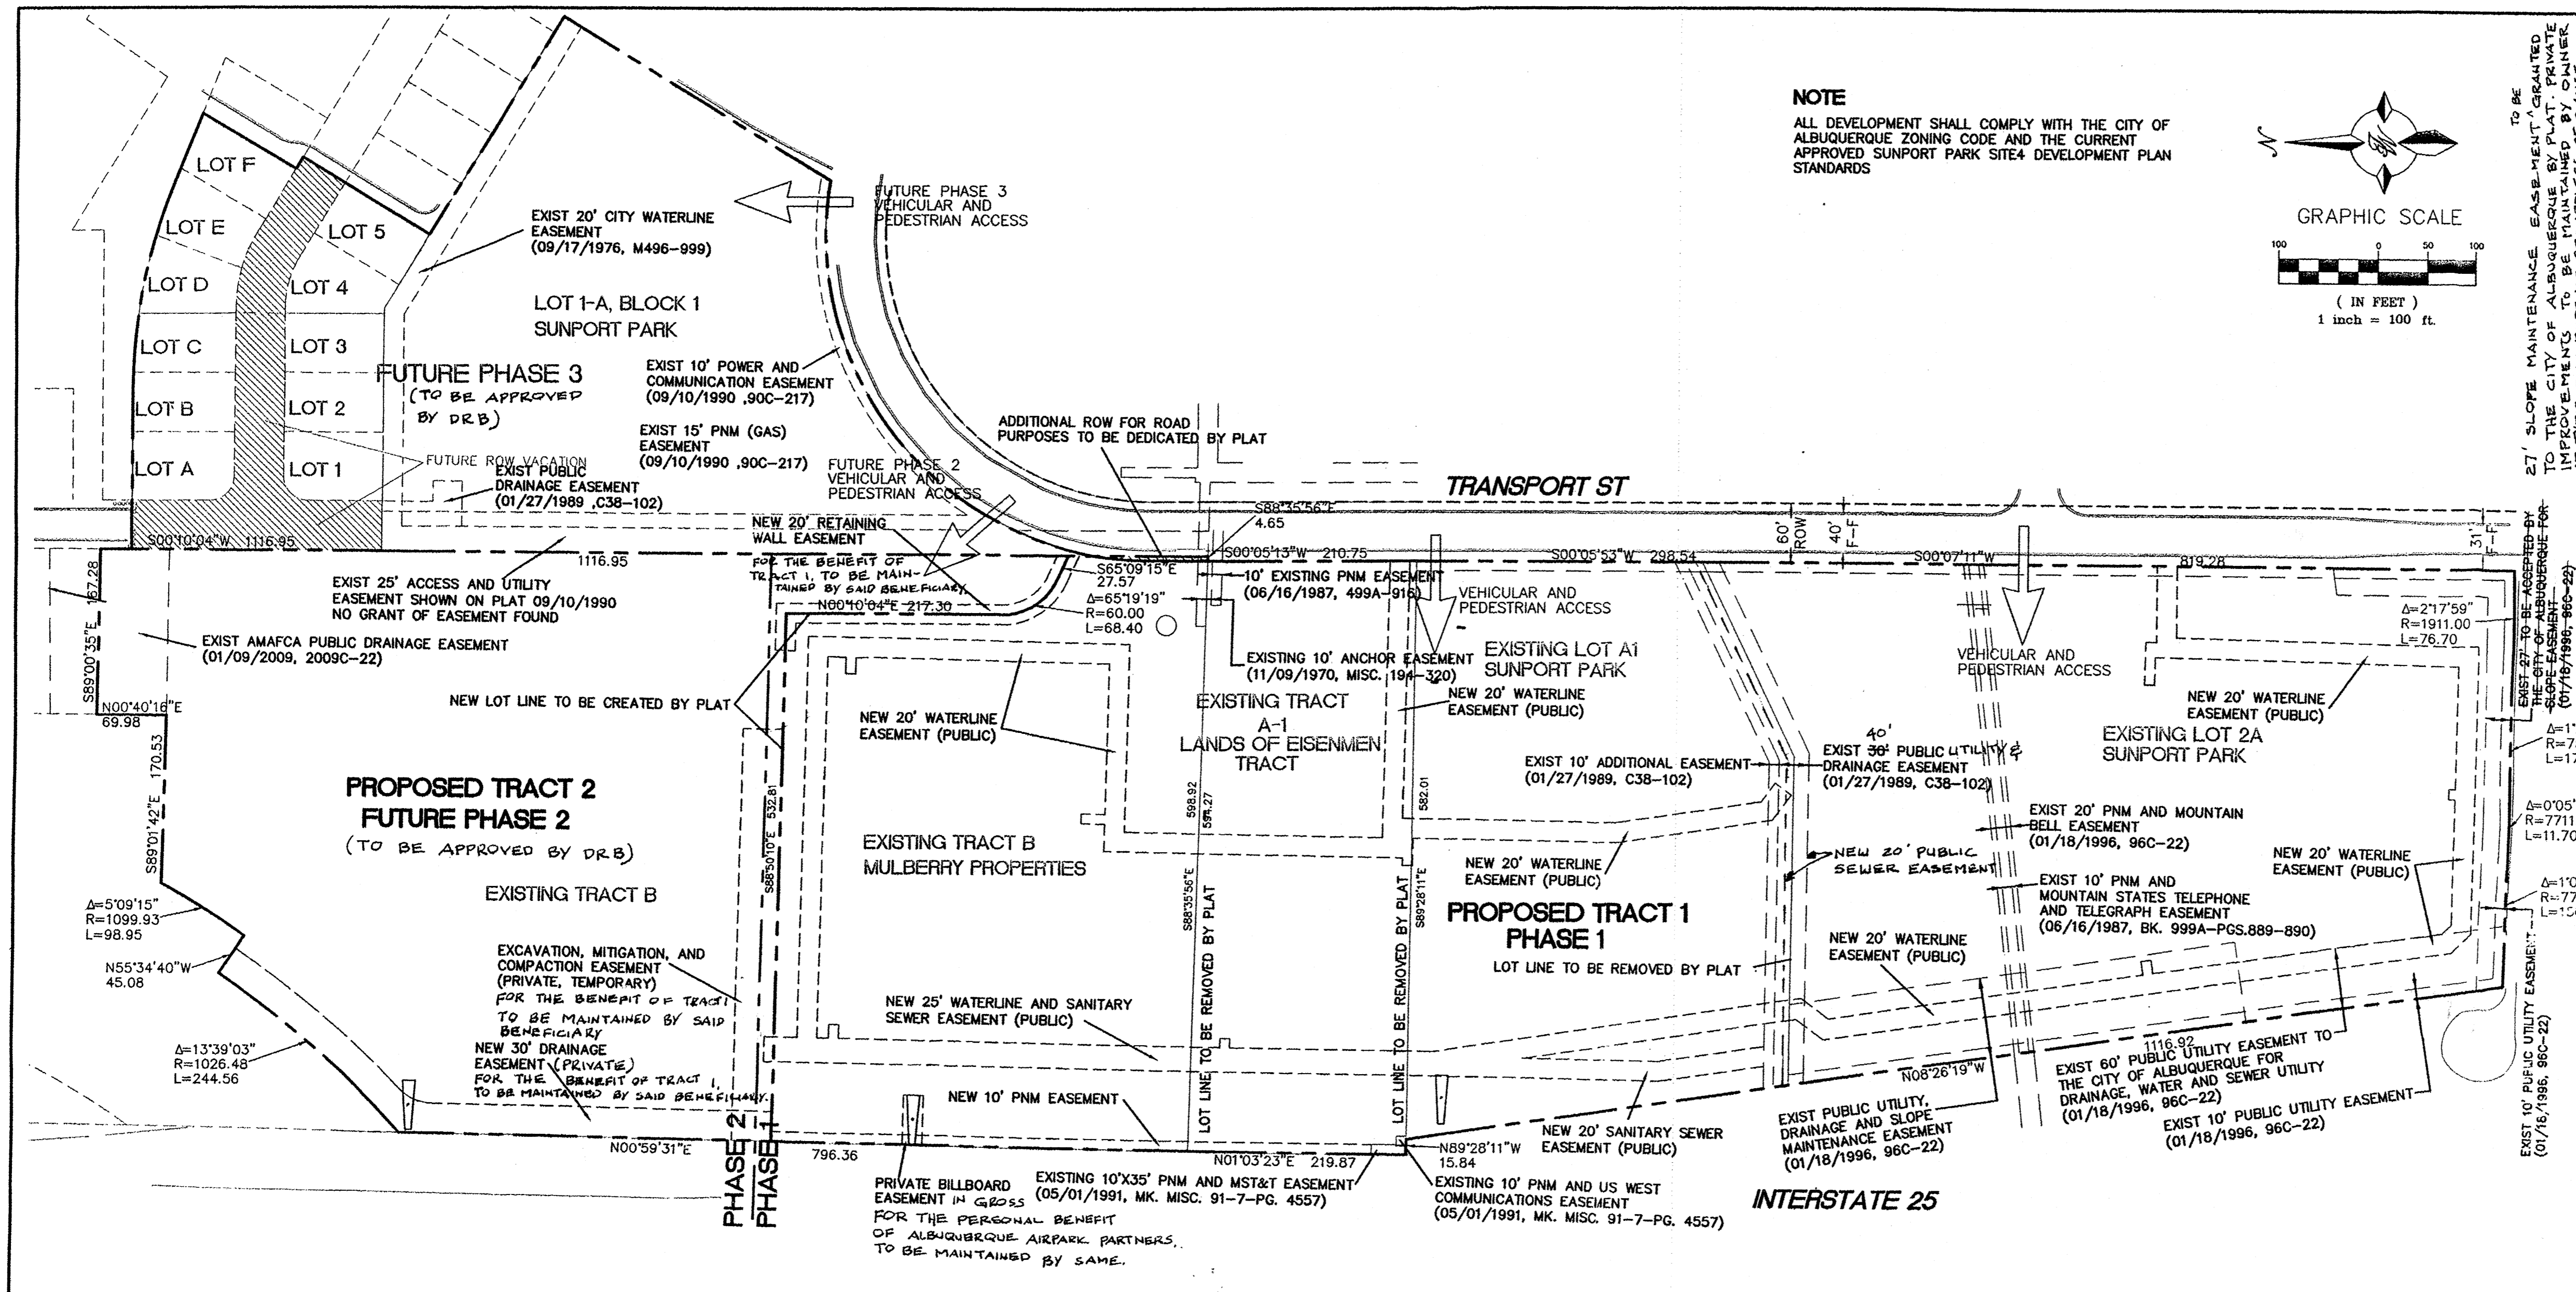 NOTE
ALL DEVELOPMENT SHALL COMPLY WITH THE CITY OF
ALBUQUERQUE ZONING CODE AND THE CURRENT
APPROVED SUNPORT PARK SITE4 DEVELOPMENT PLAN
STANDARDS
N
GRAPHIC SCALE
100
0
50
100
( IN FEET )
1 inch = 100 ft.
TO BE
27' SLOPE MAINTENANCE EASEMENT ^ GRANTED
TO THE CITY OF ALBUQUERQUE BY PLAT. PRIVATE
IMPROVEMENTS TO BE MAINTAINED BY OWNER
LOT F
LOT E
LOT D
LOT C
LOT B
LOT A
LOT 5
LOT 4
LOT 3
LOT 2
LOT 1
EXIST 20' CITY WATERLINE
EASEMENT
(09/17/1976, M496-999)
FUTURE PHASE 3
VEHICULAR AND
PEDESTRIAN ACCESS
LOT 1-A, BLOCK 1
SUNPORT PARK
FUTURE PHASE 3
(TO BE APPROVED
BY DRB)
EXIST 10' POWER AND
COMMUNICATION EASEMENT
(09/10/1990 ,90C-217)
EXIST 15' PNM (GAS)
EASEMENT
(09/10/1990 ,90C-217)
FUTURE ROW VACATION
EXIST PUBLIC
DRAINAGE EASEMENT
(01/27/1989 ,C38-102)
FUTURE PHASE 2
VEHICULAR AND
PEDESTRIAN ACCESS
ADDITIONAL ROW FOR ROAD
PURPOSES TO BE DEDICATED BY PLAT
TRANSPORT ST
S88°35'56"E
4.65
60'
ROW
40'
F-F
31'
F-F
NEW 20' RETAINING
WALL EASEMENT
FOR THE BENEFIT OF
TRACT 1, TO BE MAIN-
TAINED BY SAID BENEFICIARY
S00°10'04"W 1116.95
1116.95
S00°05'13"W 210.75
S00°05'53"W 298.54
S00°07'11"W
819.28
EXIST 27' TO BE ACCEPTED BY
THE CITY OF ALBUQUERQUE FOR
SLOPE EASEMENT
(01/18/1996, 96C-22)
167.28
S89°00'35"E
N00°40'16"E
69.98
EXIST 25' ACCESS AND UTILITY
EASEMENT SHOWN ON PLAT 09/10/1990
NO GRANT OF EASEMENT FOUND
EXIST AMAFCA PUBLIC DRAINAGE EASEMENT
(01/09/2009, 2009C-22)
N00°10'04"E 217.30
S65°09'15"E
27.57
Δ=65°19'19"
R=60.00
L=68.40
10' EXISTING PNM EASEMENT
(06/16/1987, 499A-916)
EXISTING 10' ANCHOR EASEMENT
(11/09/1970, MISC. 194-320)
VEHICULAR AND
PEDESTRIAN ACCESS
EXISTING LOT A1
SUNPORT PARK
VEHICULAR AND
PEDESTRIAN ACCESS
Δ=2°17'59"
R=1911.00
L=76.70
NEW LOT LINE TO BE CREATED BY PLAT
NEW 20' WATERLINE
EASEMENT (PUBLIC)
EXISTING TRACT
A-1
LANDS OF EISENMEN
TRACT
NEW 20' WATERLINE
EASEMENT (PUBLIC)
NEW 20' WATERLINE
EASEMENT (PUBLIC)
EXIST 10' ADDITIONAL EASEMENT
(01/27/1989, C38-102)
40'
EXIST 30' PUBLIC UTILITY &
DRAINAGE EASEMENT
(01/27/1989, C38-102)
EXISTING LOT 2A
SUNPORT PARK
S89°01'42"E 170.53
PROPOSED TRACT 2
FUTURE PHASE 2
(TO BE APPROVED BY DRB)
EXISTING TRACT B
S88°50'10"E 532.81
EXISTING TRACT B
MULBERRY PROPERTIES
598.92
594.27
582.01
S88°35'56"E
S89°28'11"E
LOT LINE TO BE REMOVED BY PLAT
LOT LINE TO BE REMOVED BY PLAT
NEW 20' WATERLINE
EASEMENT (PUBLIC)
NEW 20' PUBLIC
SEWER EASEMENT
EXIST 20' PNM AND MOUNTAIN
BELL EASEMENT
(01/18/1996, 96C-22)
EXIST 10' PNM AND
MOUNTAIN STATES TELEPHONE
AND TELEGRAPH EASEMENT
(06/16/1987, BK. 999A-PGS.889-890)
NEW 20' WATERLINE
EASEMENT (PUBLIC)
PROPOSED TRACT 1
PHASE 1
LOT LINE TO BE REMOVED BY PLAT
NEW 20' WATERLINE
EASEMENT (PUBLIC)
Δ=5°09'15"
R=1099.93
L=98.95
N55°34'40"W
45.08
Δ=13°39'03"
R=1026.48
L=244.56
EXCAVATION, MITIGATION, AND
COMPACTION EASEMENT
(PRIVATE, TEMPORARY)
FOR THE BENEFIT OF TRACT 1
TO BE MAINTAINED BY SAID
BENEFICIARY
NEW 30' DRAINAGE
EASEMENT (PRIVATE)
FOR THE BENEFIT OF TRACT 1,
TO BE MAINTAINED BY SAID BENEFICIARY.
NEW 25' WATERLINE AND SANITARY
SEWER EASEMENT (PUBLIC)
NEW 10' PNM EASEMENT
N00°59'31"E
796.36
PHASE 2
PHASE 1
N01°03'23"E 219.87
N89°28'11"W
15.84
NEW 20' SANITARY SEWER
EASEMENT (PUBLIC)
N08°26'19"W
1116.92
EXIST PUBLIC UTILITY,
DRAINAGE AND SLOPE
MAINTENANCE EASEMENT
(01/18/1996, 96C-22)
EXIST 60' PUBLIC UTILITY EASEMENT TO
THE CITY OF ALBUQUERQUE FOR
DRAINAGE, WATER AND SEWER UTILITY
(01/18/1996, 96C-22)
EXIST 10' PUBLIC UTILITY EASEMENT
(01/18/1996, 96C-22)
EXIST 10' PUBLIC UTILITY EASEMENT
(01/18/1996, 96C-22)
PRIVATE BILLBOARD
EASEMENT IN GROSS
FOR THE PERSONAL BENEFIT
OF ALBUQUERQUE AIRPARK PARTNERS,
TO BE MAINTAINED BY SAME.
EXISTING 10'X35' PNM AND MST&T EASEMENT
(05/01/1991, MK. MISC. 91-7-PG. 4557)
EXISTING 10' PNM AND US WEST
COMMUNICATIONS EASEMENT
(05/01/1991, MK. MISC. 91-7-PG. 4557)
INTERSTATE 25
Δ=0°05'
R=7711
L=11.70